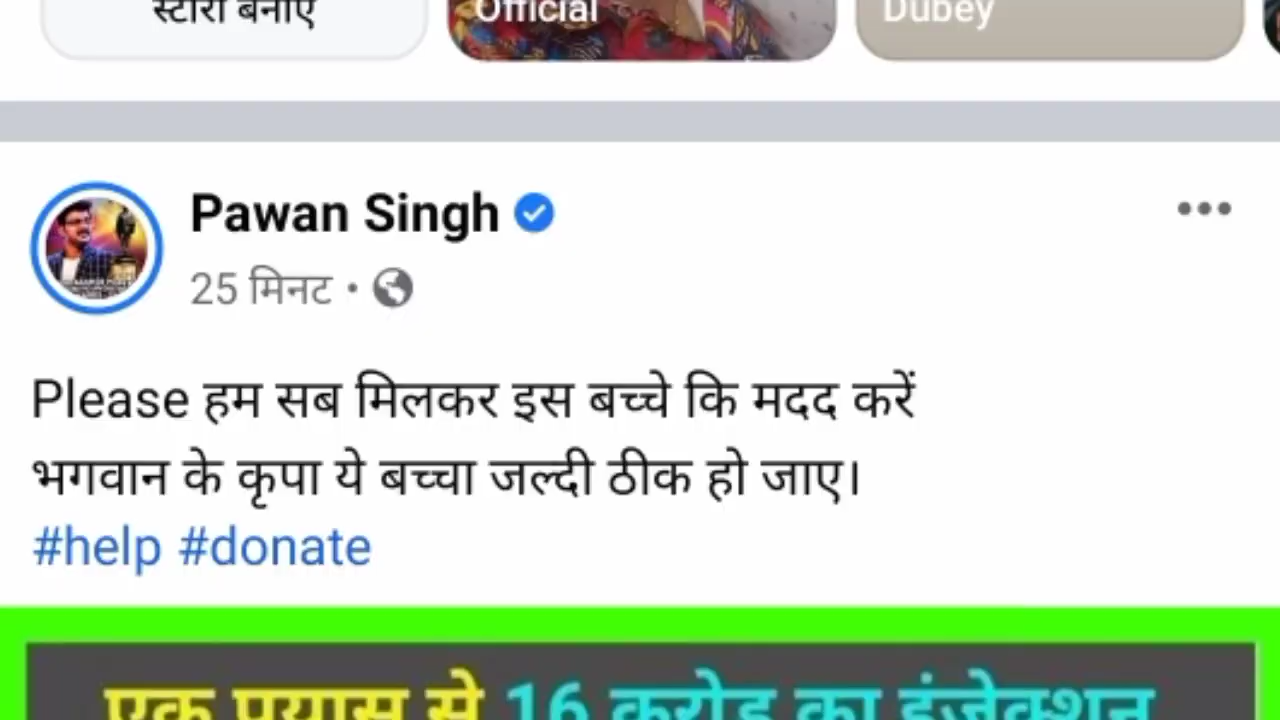 स्टोरी बनाएं
Official
Dubey
Pawan Singh
25 मिनट •
Please हम सब मिलकर इस बच्चे कि मदद करें
भगवान के कृपा ये बच्चा जल्दी ठीक हो जाए।
#help #donate
एक प्रयास से 16 करोड़ का इंजेक्शन